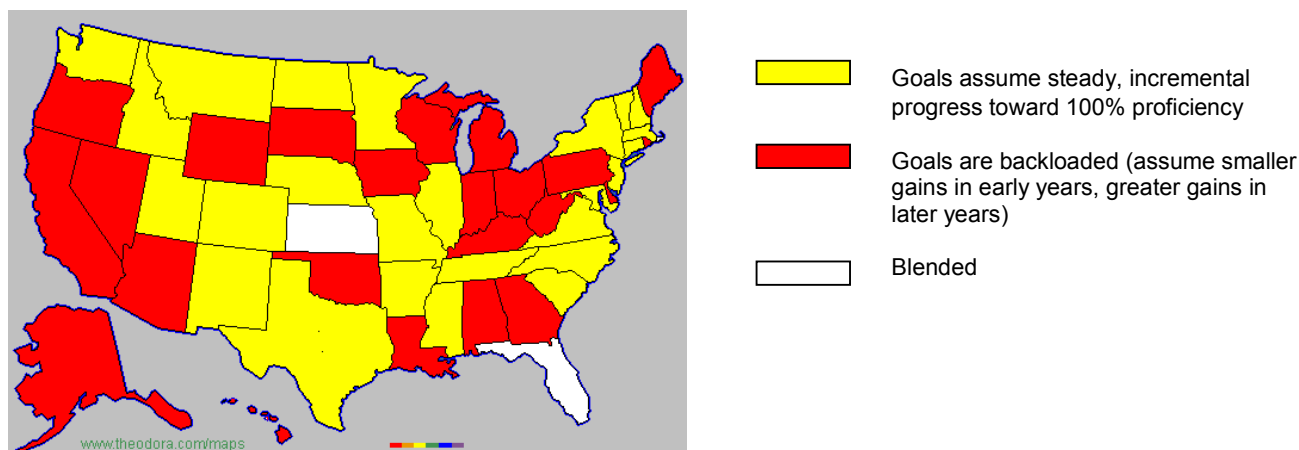 Goals assume steady, incremental
progress toward 100% proficiency
Goals are backloaded (assume smaller
gains in early years, greater gains in
later years)
Blended
www.theodora.com/maps